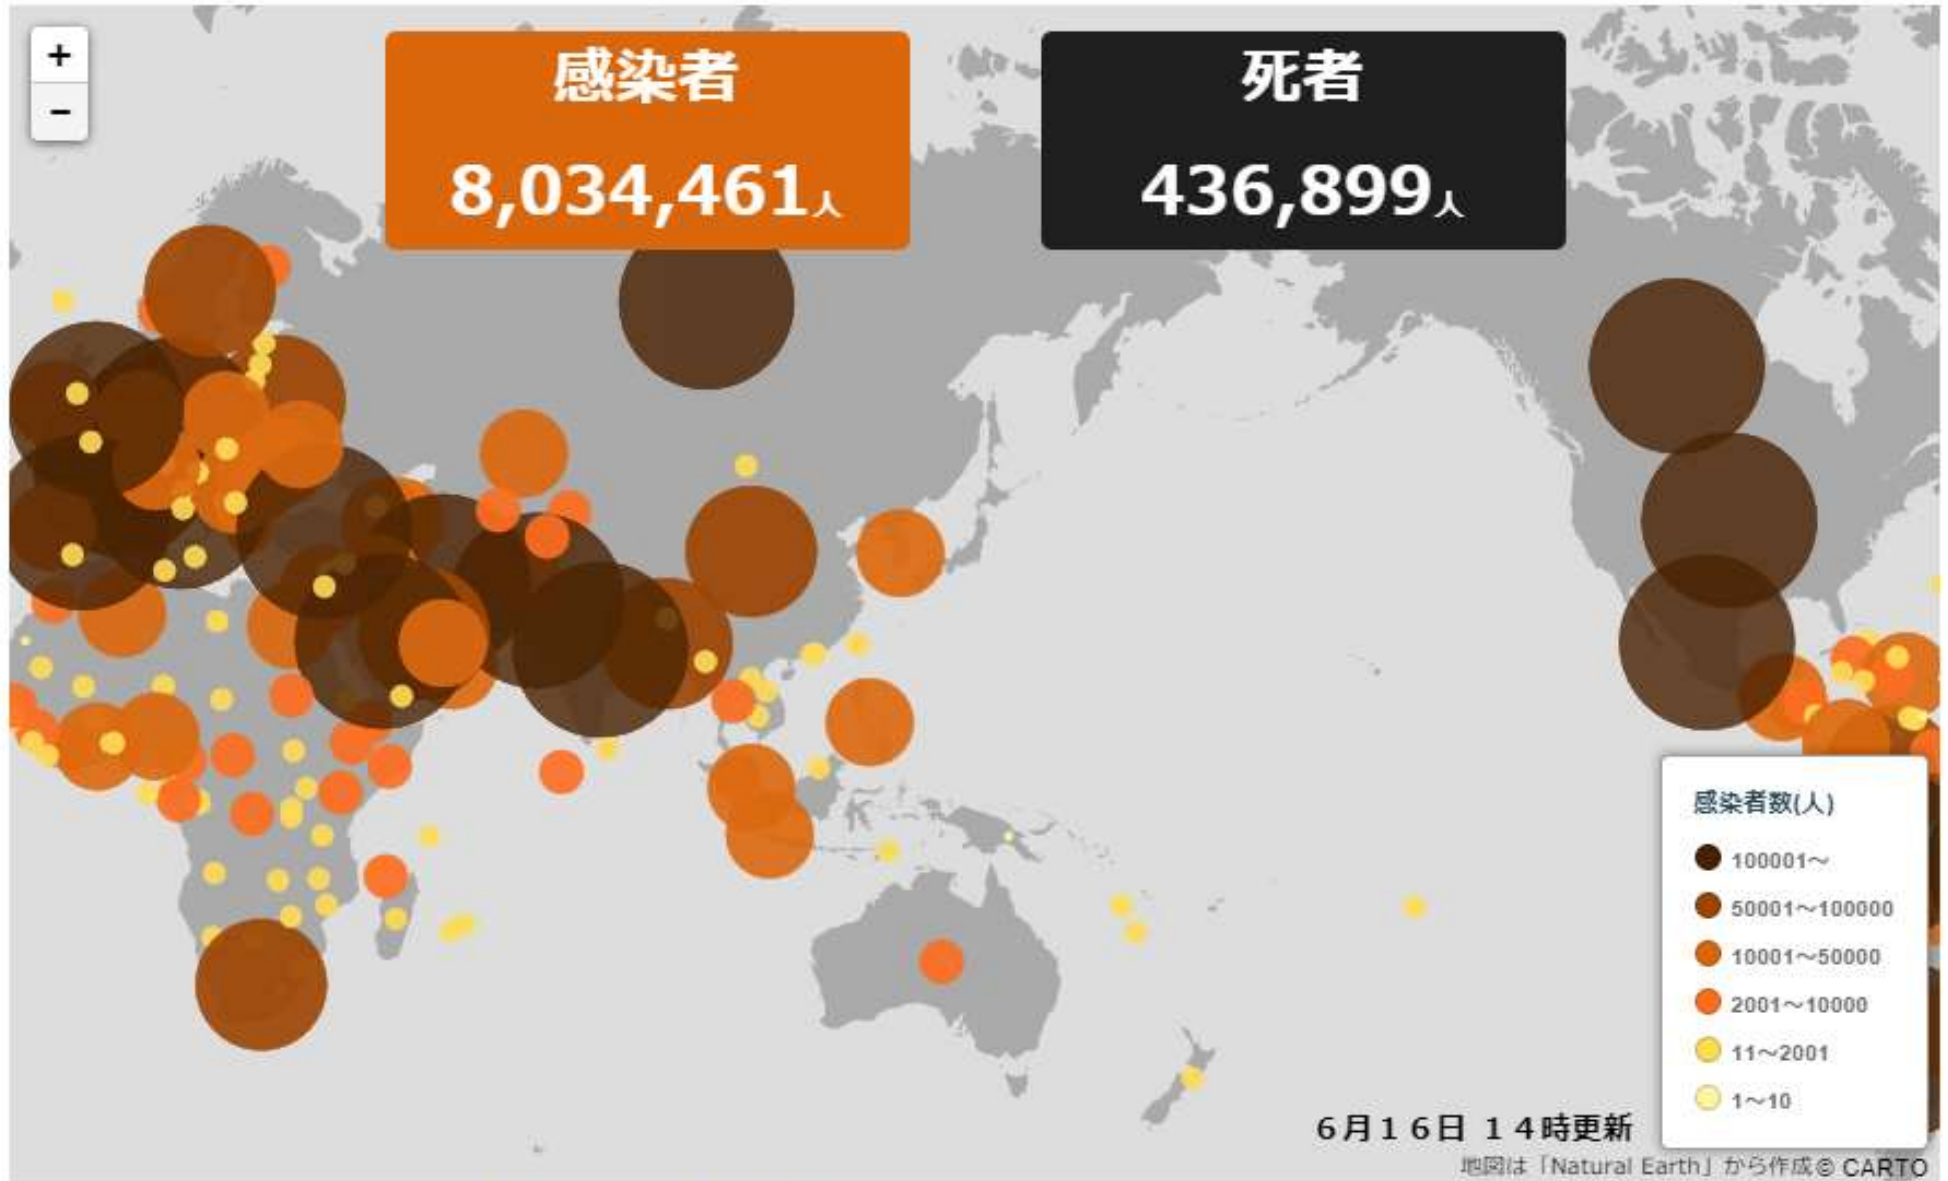 +
−
感染者
8,034,461人
死者
436,899人
感染者数(人)
100001～
50001～100000
10001～50000
2001～10000
11～2001
1～10
6月16日 14時更新
地図は「Natural Earth」から作成© CARTO